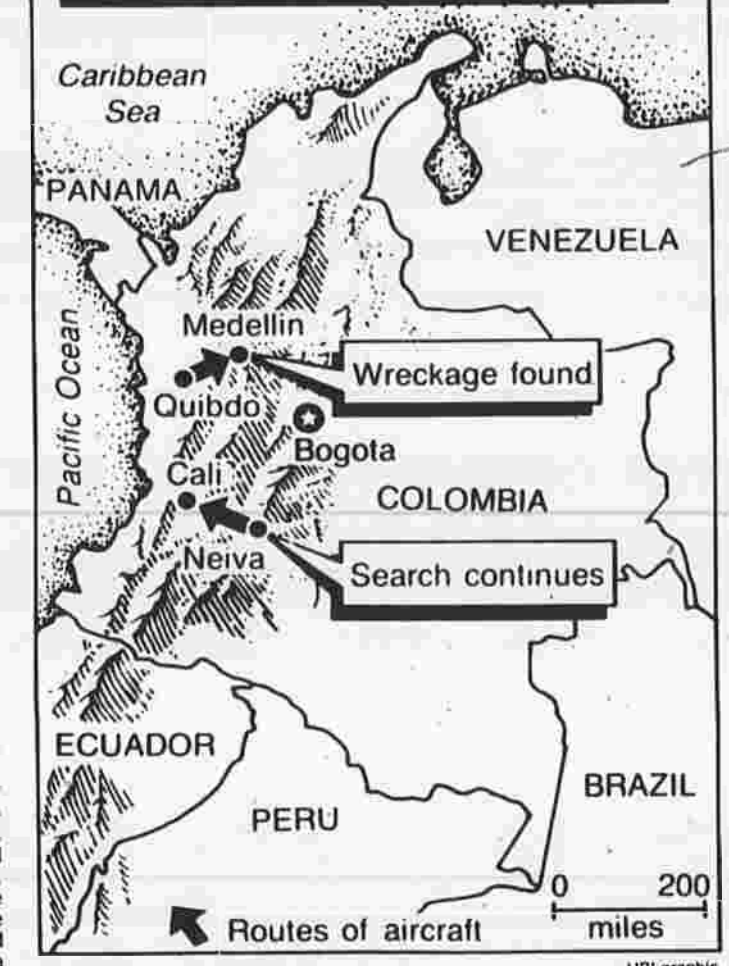 Caribbean
Sea
PANAMA
VENEZUELA
Pacific Ocean
Medellin
Wreckage found
Quibdo
Bogota
Cali
COLOMBIA
Neiva
Search continues
ECUADOR
BRAZIL
PERU
0 200
miles
Routes of aircraft